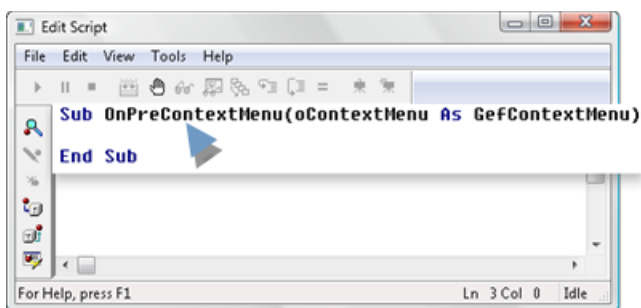 Edit Script
File Edit View Tools Help
Sub OnPreContextMenu(oContextMenu As GefContextMenu)
End Sub
For Help, press F1 Ln 3 Col 0 Idle